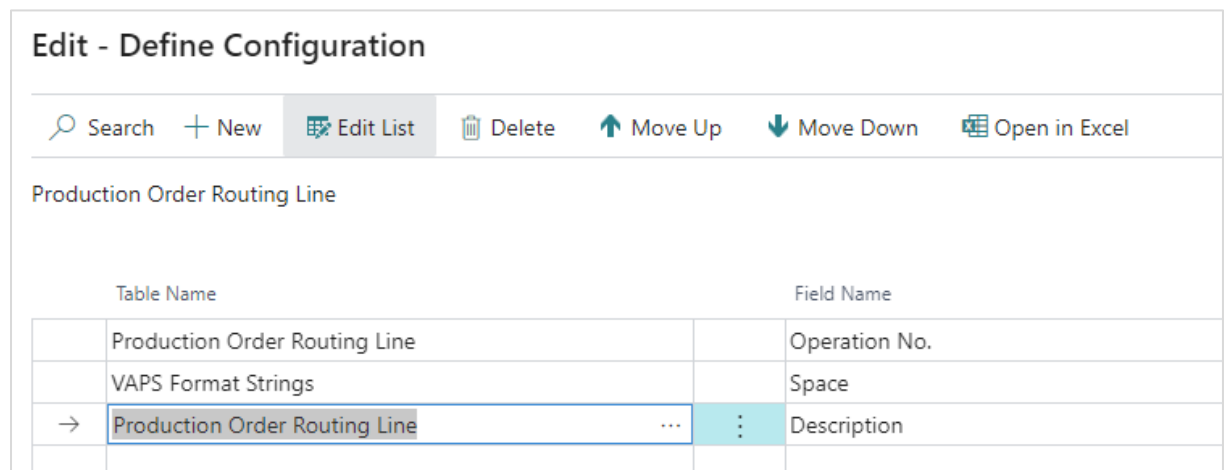 Edit - Define Configuration
Search New Edit List Delete Move Up Move Down Open in Excel
Production Order Routing Line
Table Name Field Name
Production Order Routing Line Operation No.
VAPS Format Strings Space
Production Order Routing Line ... Description